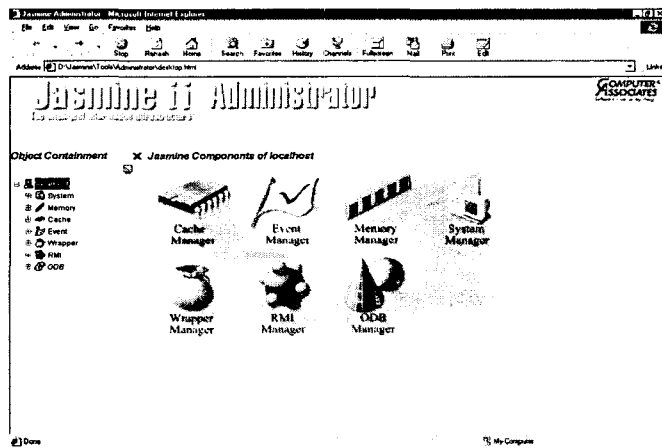 Jasmine Administrator - Microsoft Internet Explorer
File Edit View Go Favorites Help
Stop Refresh Home Search Favorites History Channels Fullscreen Mail Print Edit
Address D:\Jasmine\Tools\Administrator\desktop.html Links
Jasmine ii Administrator
COMPUTER ASSOCIATES
Object Containment
Jasmine Components of localhost
System
Memory
Cache
Event
Wrapper
RMI
ODB
Cache Manager
Event Manager
Memory Manager
System Manager
Wrapper Manager
RMI Manager
ODB Manager
Done
My Computer